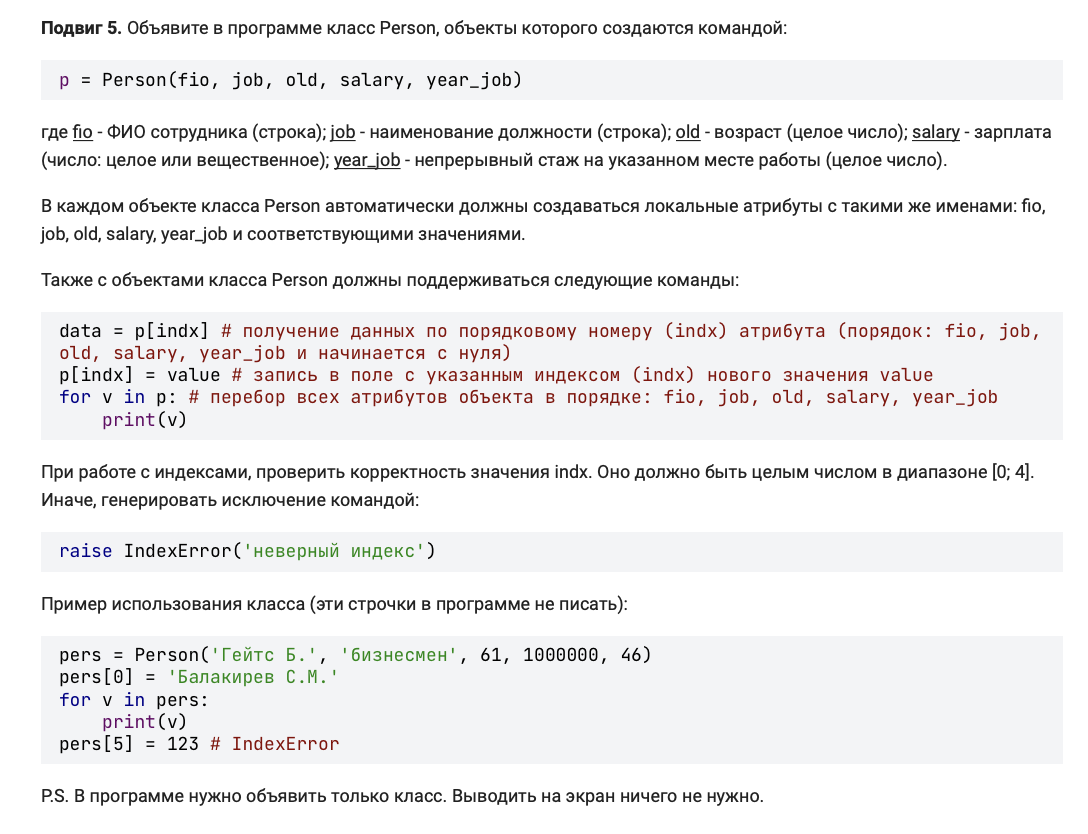 Подвиг 5. Объявите в программе класс Person, объекты которого создаются командой:
p = Person(fio, job, old, salary, year_job)
где fio - ФИО сотрудника (строка); job - наименование должности (строка); old - возраст (целое число); salary - зарплата
(число: целое или вещественное); year_job - непрерывный стаж на указанном месте работы (целое число).
В каждом объекте класса Person автоматически должны создаваться локальные атрибуты с такими же именами: fio,
job, old, salary, year_job и соответствующими значениями.
Также с объектами класса Person должны поддерживаться следующие команды:
data = p[indx] # получение данных по порядковому номеру (indx) атрибута (порядок: fio, job,
old, salary, year_job и начинается с нуля)
p[indx] = value # запись в поле с указанным индексом (indx) нового значения value
for v in p: # перебор всех атрибутов объекта в порядке: fio, job, old, salary, year_job
    print(v)
При работе с индексами, проверить корректность значения indx. Оно должно быть целым числом в диапазоне [0; 4].
Иначе, генерировать исключение командой:
raise IndexError('неверный индекс')
Пример использования класса (эти строчки в программе не писать):
pers = Person('Гейтс Б.', 'бизнесмен', 61, 1000000, 46)
pers[0] = 'Балакирев С.М.'
for v in pers:
    print(v)
pers[5] = 123 # IndexError
P.S. В программе нужно объявить только класс. Выводить на экран ничего не нужно.